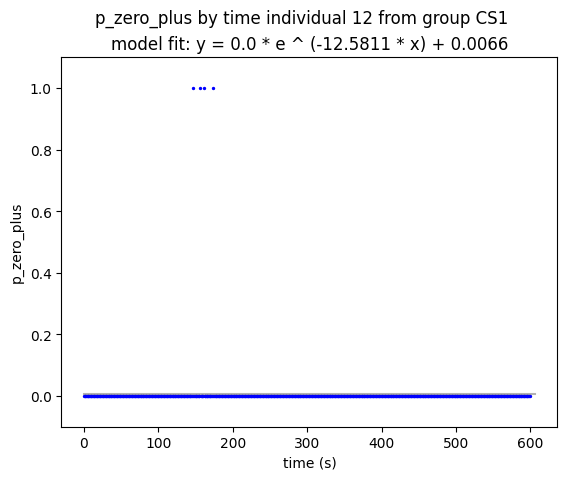 p_zero_plus by time individual 12 from group CS1
model fit: y = 0.0 * e ^ (-12.5811 * x) + 0.0066
1.0
0.8
0.6
0.4
0.2
0.0
p_zero_plus
0 100 200 300 400 500 600
time (s)